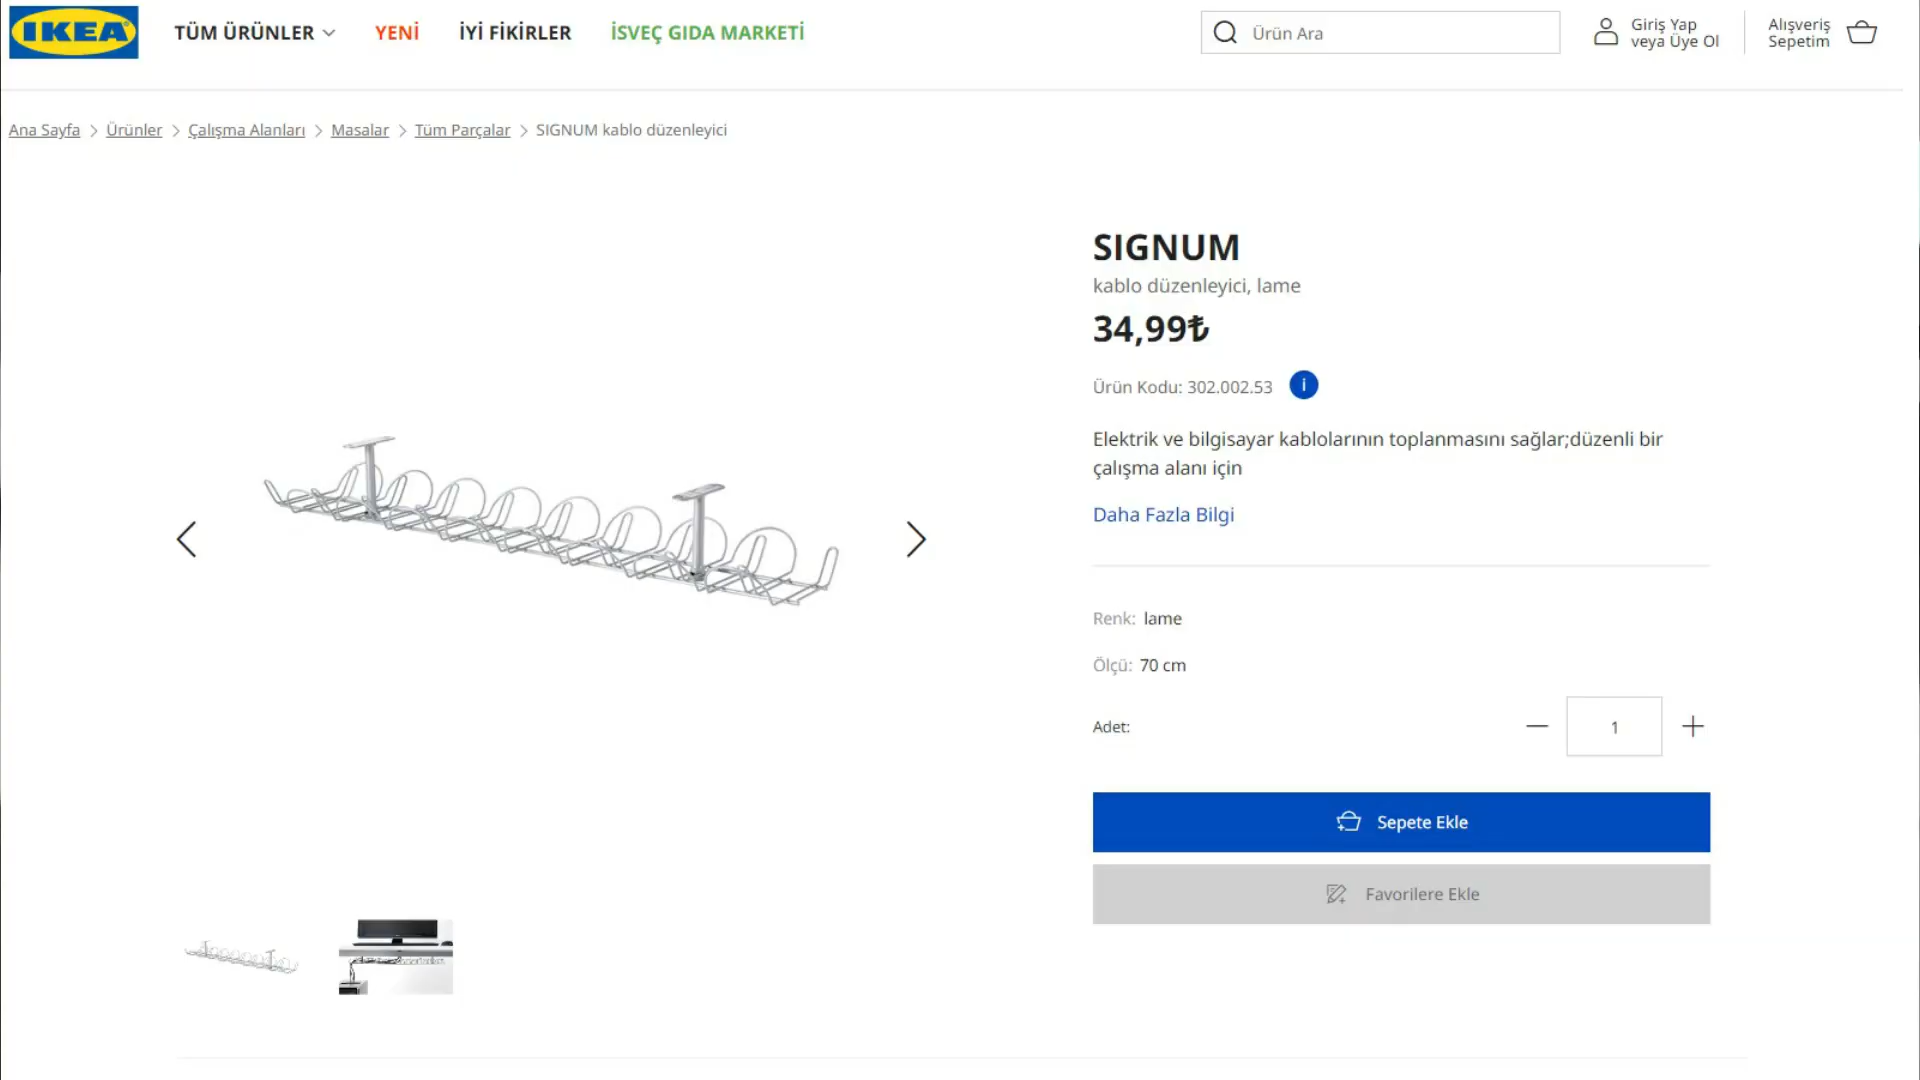 IKEA
TÜM ÜRÜNLER
YENİ
İYİ FİKİRLER
İSVEÇ GIDA MARKETİ
Ürün Ara
Giriş Yap
veya Üye Ol
Alışveriş
Sepetim
Ana Sayfa > Ürünler > Çalışma Alanları > Masalar > Tüm Parçalar > SIGNUM kablo düzenleyici
SIGNUM
kablo düzenleyici, lame
34,99₺
Ürün Kodu: 302.002.53 i
Elektrik ve bilgisayar kablolarının toplanmasını sağlar;düzenli bir
çalışma alanı için
Daha Fazla Bilgi
Renk: lame
Ölçü: 70 cm
Adet:
1
Sepete Ekle
Favorilere Ekle